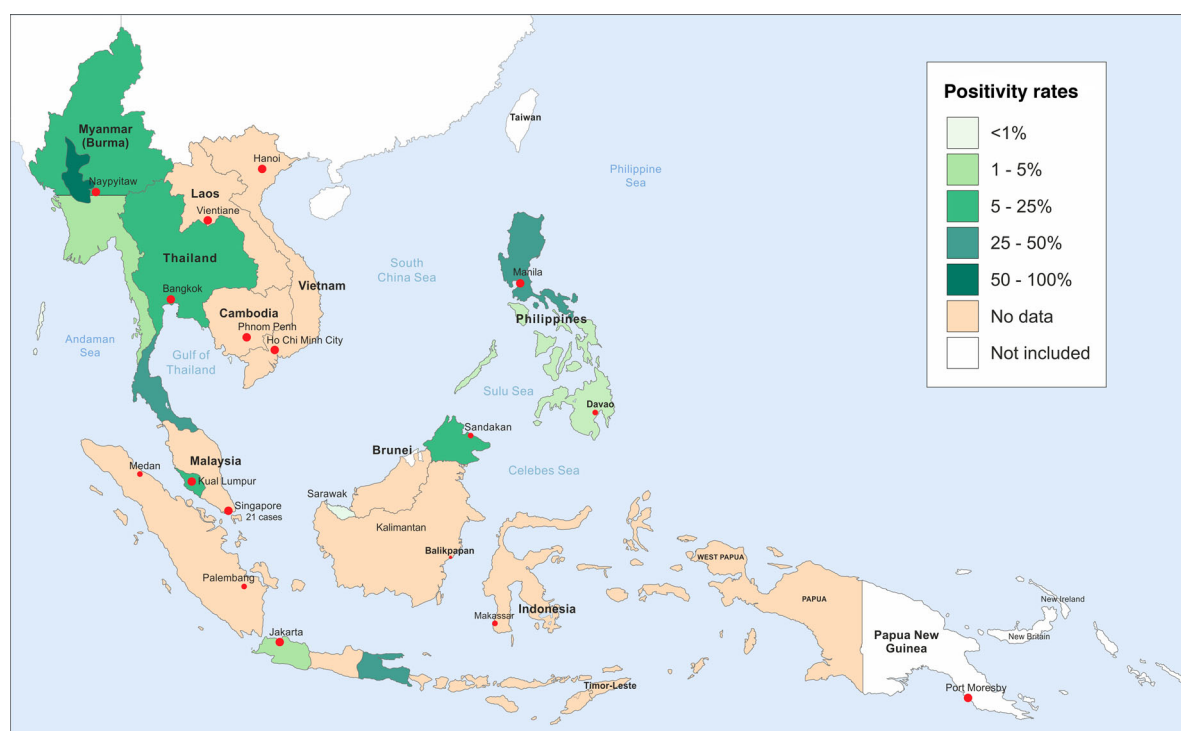 Positivity rates
<1%
1 - 5%
5 - 25%
25 - 50%
50 - 100%
No data
Not included
Taiwan
Myanmar
(Burma)
Hanoi
Philippine
Sea
Naypyitaw
Laos
Vientiane
Thailand
South
China Sea
Manila
Bangkok
Vietnam
Cambodia
Phnom Penh
Philippines
Andaman
Sea
Ho Chi Minh City
Gulf of
Thailand
Sulu Sea
Davao
Sandakan
Brunei
Malaysia
Medan
Celebes Sea
Kual Lumpur
Sarawak
Singapore
21 cases
Kalimantan
Balikpapan
WEST PAPUA
Palembang
PAPUA
New Ireland
Indonesia
Makassar
Jakarta
New Britain
Papua New
Guinea
Timor-Leste
Port Moresby